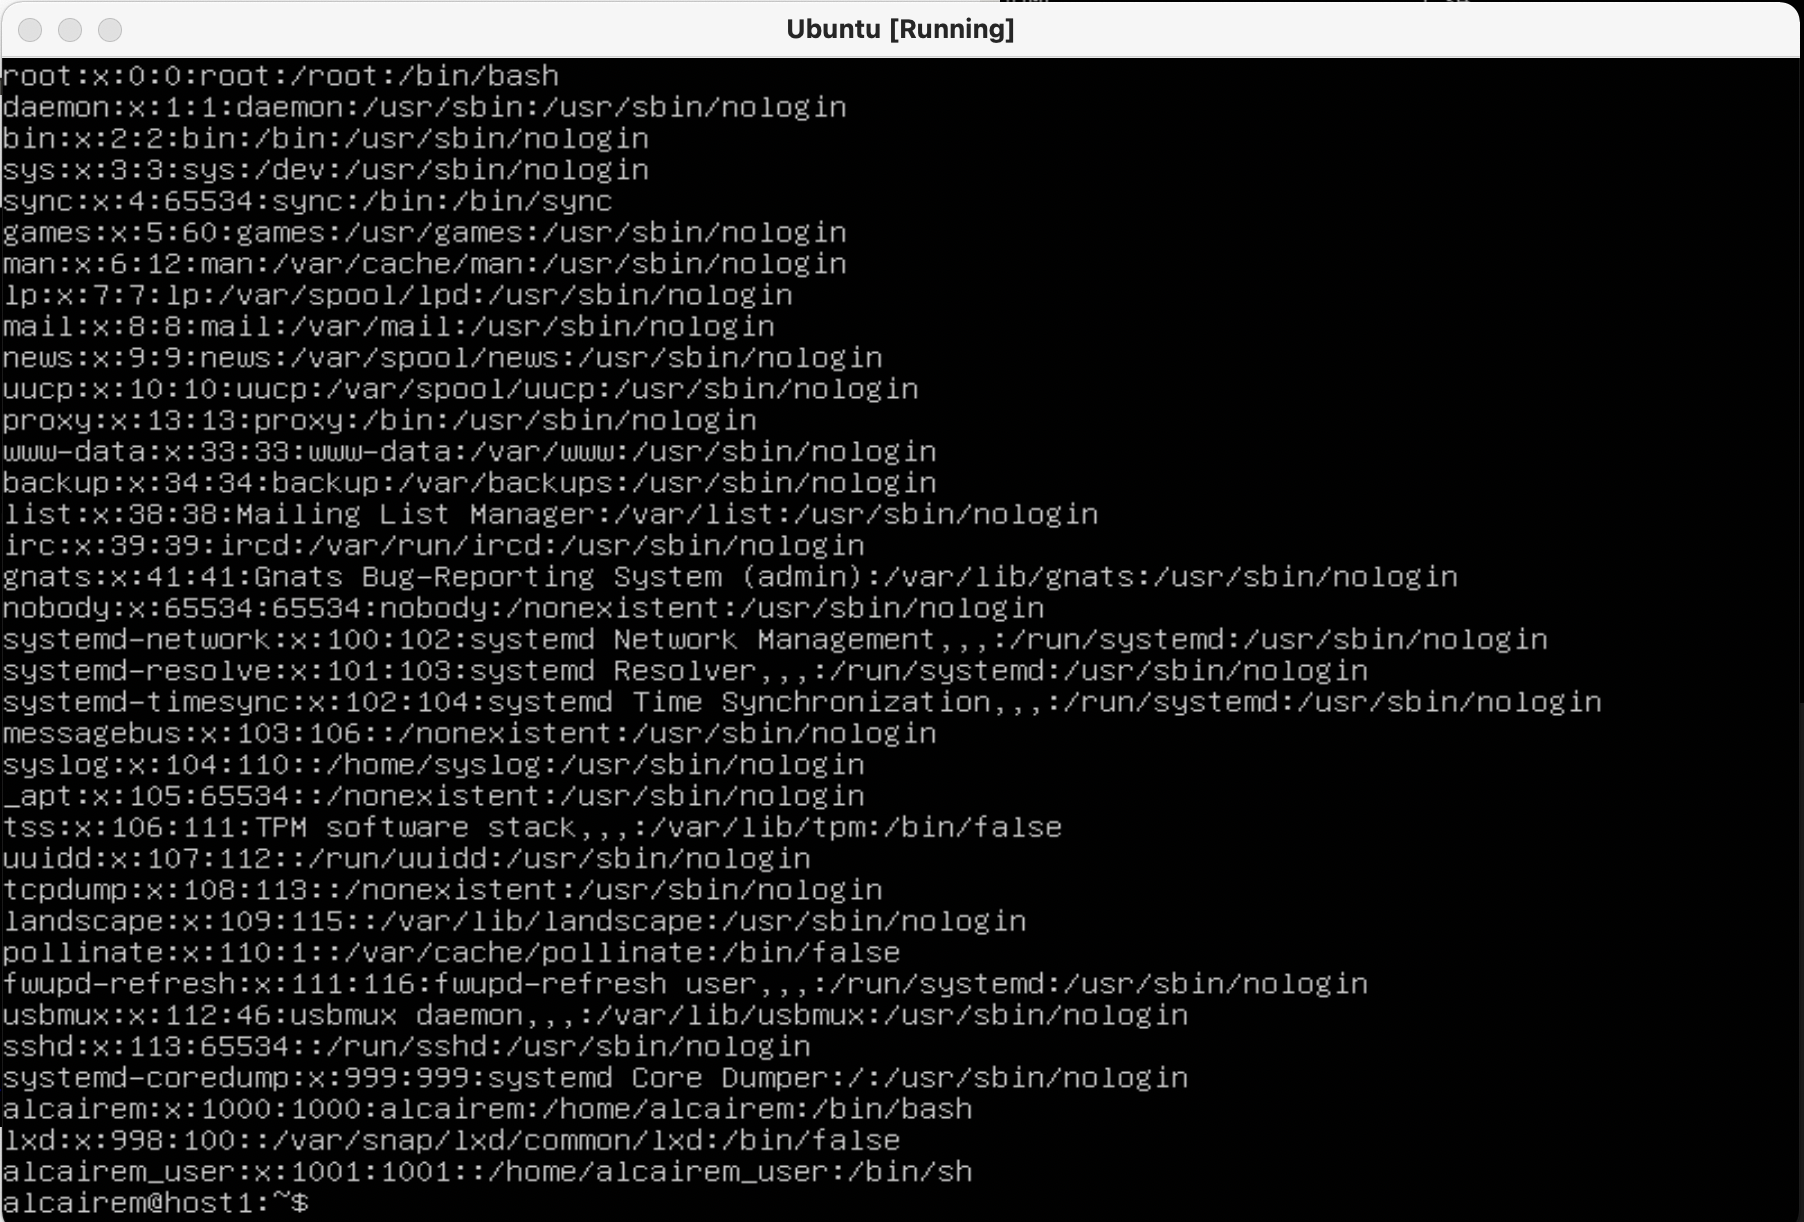 Ubuntu [Running]
root:x:0:0:root:/root:/bin/bash
daemon:x:1:1:daemon:/usr/sbin:/usr/sbin/nologin
bin:x:2:2:bin:/bin:/usr/sbin/nologin
sys:x:3:3:sys:/dev:/usr/sbin/nologin
sync:x:4:65534:sync:/bin:/bin/sync
games:x:5:60:games:/usr/games:/usr/sbin/nologin
man:x:6:12:man:/var/cache/man:/usr/sbin/nologin
lp:x:7:7:lp:/var/spool/lpd:/usr/sbin/nologin
mail:x:8:8:mail:/var/mail:/usr/sbin/nologin
news:x:9:9:news:/var/spool/news:/usr/sbin/nologin
uucp:x:10:10:uucp:/var/spool/uucp:/usr/sbin/nologin
proxy:x:13:13:proxy:/bin:/usr/sbin/nologin
www-data:x:33:33:www-data:/var/www:/usr/sbin/nologin
backup:x:34:34:backup:/var/backups:/usr/sbin/nologin
list:x:38:38:Mailing List Manager:/var/list:/usr/sbin/nologin
irc:x:39:39:ircd:/var/run/ircd:/usr/sbin/nologin
gnats:x:41:41:Gnats Bug-Reporting System (admin):/var/lib/gnats:/usr/sbin/nologin
nobody:x:65534:65534:nobody:/nonexistent:/usr/sbin/nologin
systemd-network:x:100:102:systemd Network Management,,,:/run/systemd:/usr/sbin/nologin
systemd-resolve:x:101:103:systemd Resolver,,,:/run/systemd:/usr/sbin/nologin
systemd-timesync:x:102:104:systemd Time Synchronization,,,:/run/systemd:/usr/sbin/nologin
messagebus:x:103:106::/nonexistent:/usr/sbin/nologin
syslog:x:104:110::/home/syslog:/usr/sbin/nologin
_apt:x:105:65534::/nonexistent:/usr/sbin/nologin
tss:x:106:111:TPM software stack,,,:/var/lib/tpm:/bin/false
uuidd:x:107:112::/run/uuidd:/usr/sbin/nologin
tcpdump:x:108:113::/nonexistent:/usr/sbin/nologin
landscape:x:109:115::/var/lib/landscape:/usr/sbin/nologin
pollinate:x:110:1::/var/cache/pollinate:/bin/false
fwupd-refresh:x:111:116:fwupd-refresh user,,,:/run/systemd:/usr/sbin/nologin
usbmux:x:112:46:usbmux daemon,,,:/var/lib/usbmux:/usr/sbin/nologin
sshd:x:113:65534::/run/sshd:/usr/sbin/nologin
systemd-coredump:x:999:999:systemd Core Dumper:/:/usr/sbin/nologin
alcairem:x:1000:1000:alcairem:/home/alcairem:/bin/bash
lxd:x:998:100::/var/snap/lxd/common/lxd:/bin/false
alcairem_user:x:1001:1001::/home/alcairem_user:/bin/sh
alcairem@host1:~$